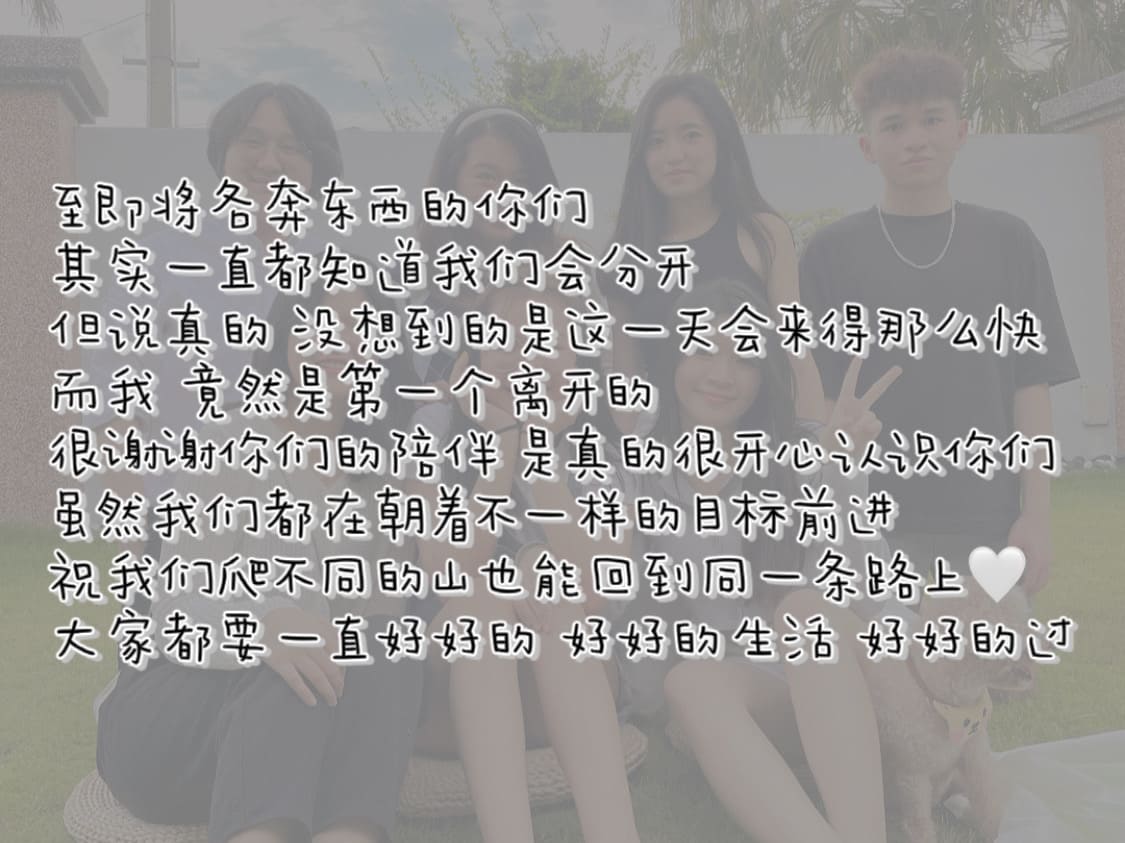 至即将各奔东西的你们
其实一直都知道我们会分开
但说真的 没想到的是这一天会来得那么快
而我 竟然是第一个离开的
很谢谢你们的陪伴 是真的很开心认识你们
虽然我们都在朝着不一样的目标前进
祝我们爬不同的山也能回到同一条路上🤍
大家都要一直好好的 好好的生活 好好的过